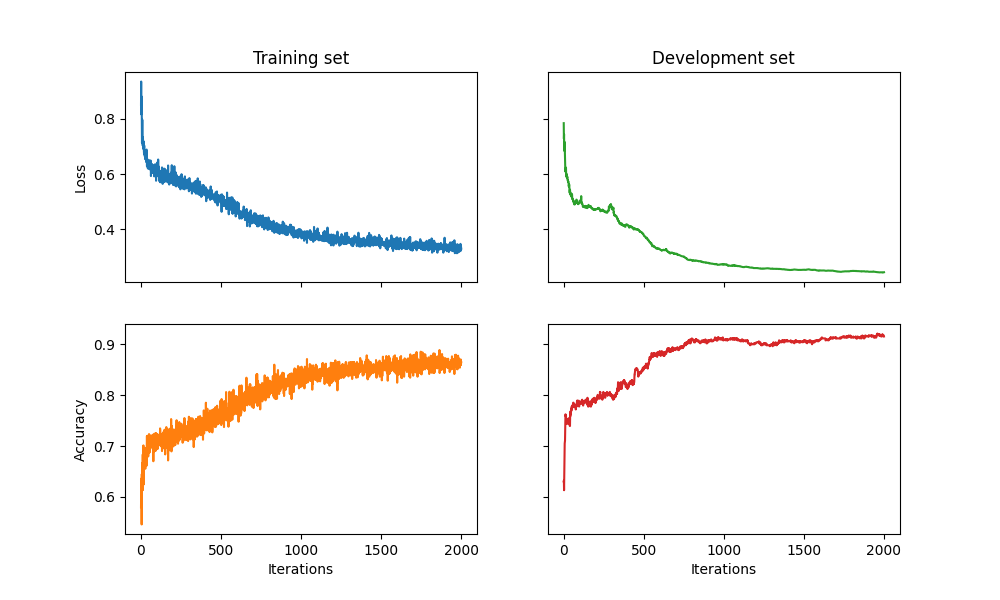 Training set
Development set
0.8
0.6
0.4
Loss
0.9
0.8
0.7
0.6
Accuracy
0 500 1000 1500 2000
Iterations
0 500 1000 1500 2000
Iterations